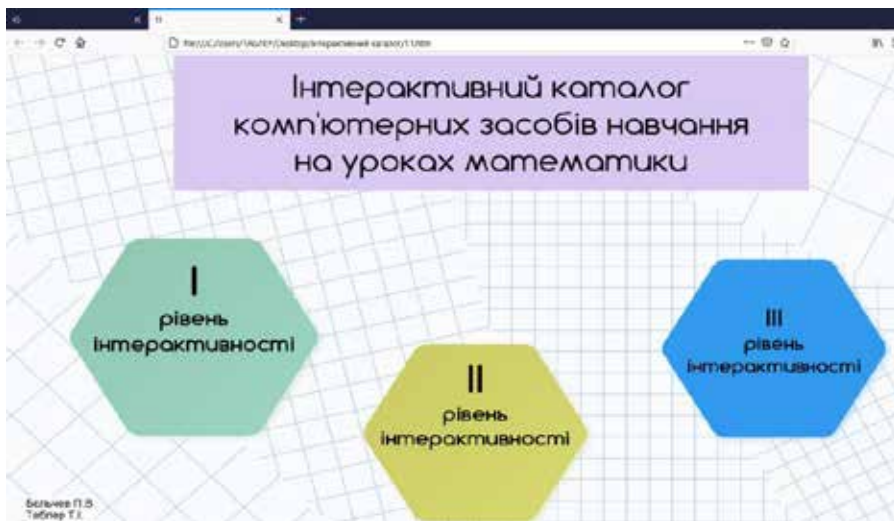 Інтерактивний каталог
комп'ютерних засобів навчання
на уроках математики
I
рівень
інтерактивності
II
рівень
інтерактивності
III
рівень
інтерактивності
П.В.
Т.І.